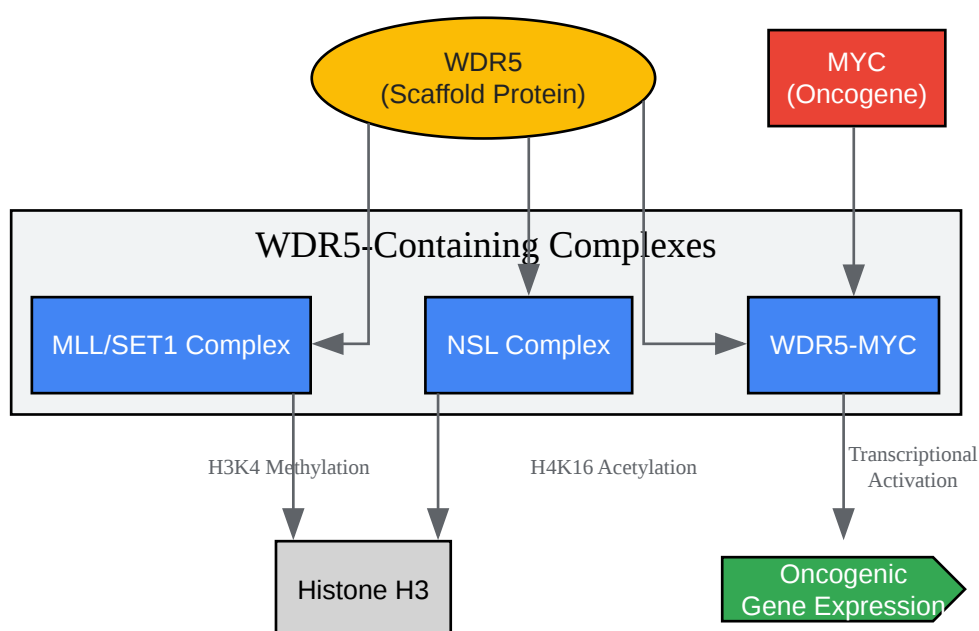 WDR5
(Scaffold Protein)
MYC
(Oncogene)
WDR5-Containing Complexes
MLL/SET1 Complex
NSL Complex
WDR5-MYC
H3K4 Methylation
H4K16 Acetylation
Transcriptional
Activation
Histone H3
Oncogenic
Gene Expression